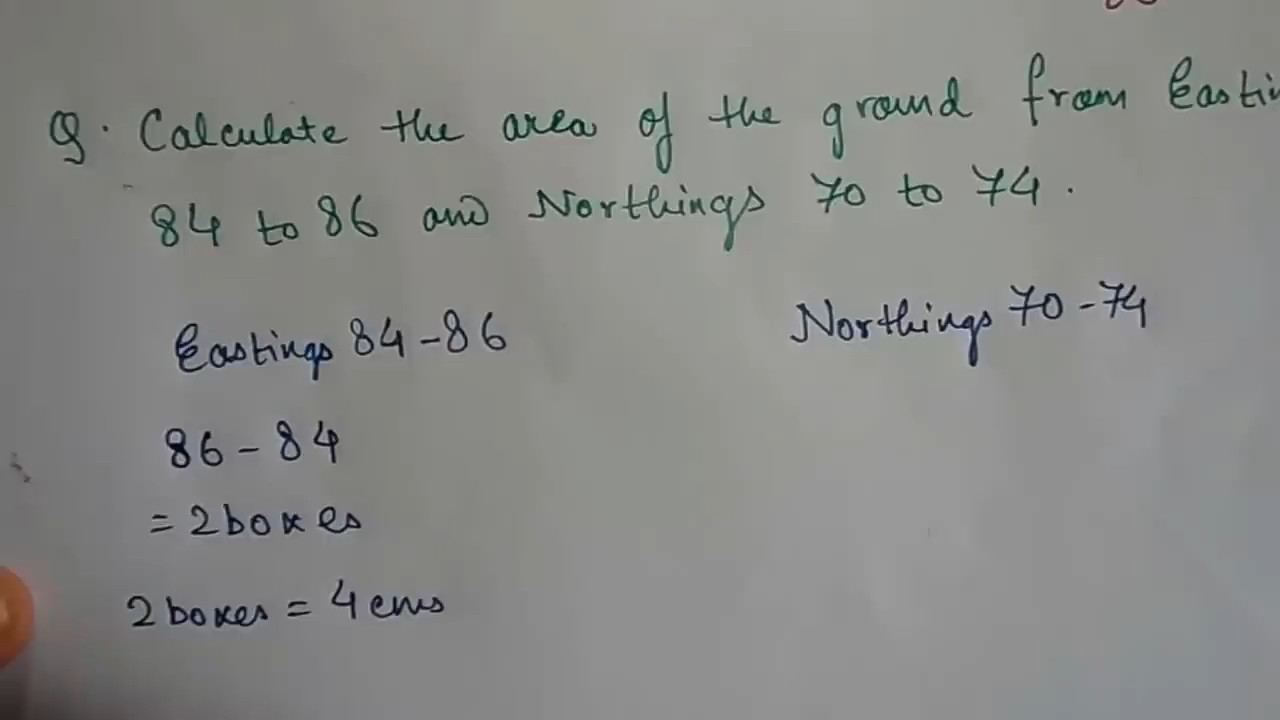 Q. Calculate the area of the ground from
84 to 86 and Northings 70 to 74.
Eastings 84-86
Northings 70-74
86-84
= 2 boxes
2 boxes = 4 cms